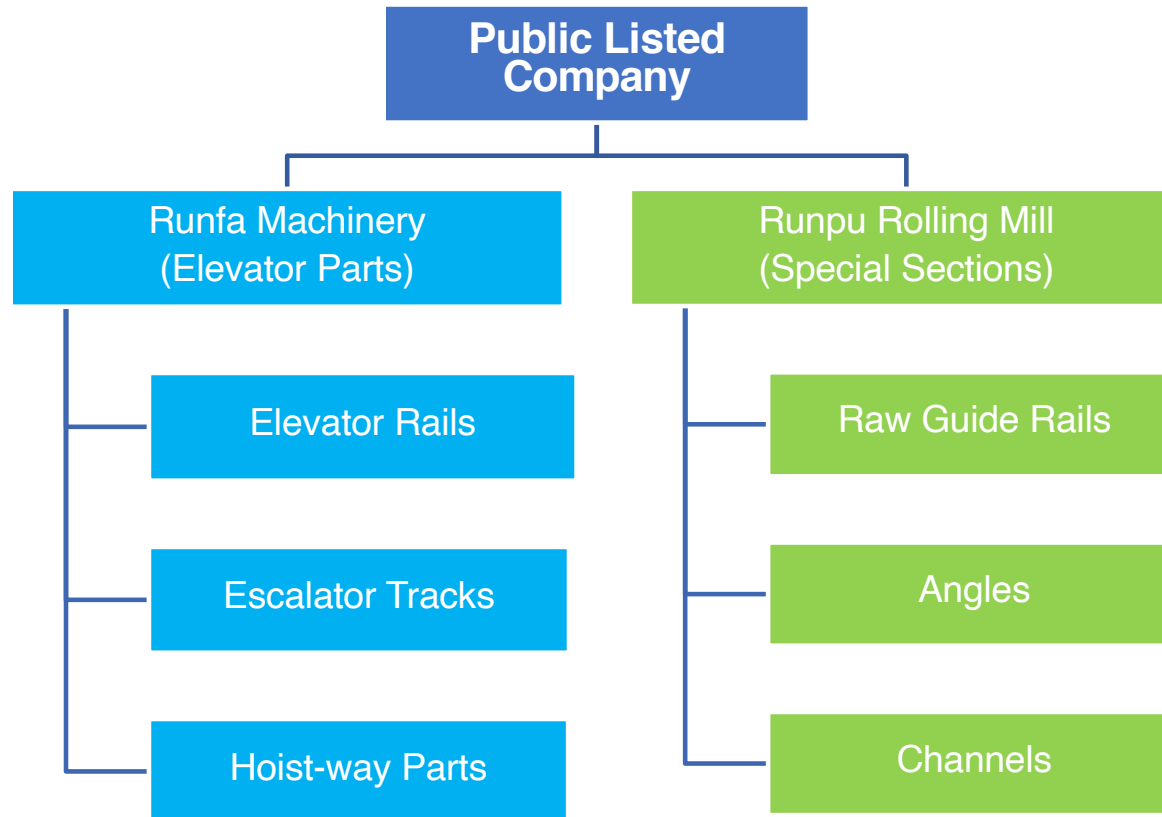 Public Listed
Company
Runfa Machinery
(Elevator Parts)
Elevator Rails
Escalator Tracks
Hoist-way Parts
Runpu Rolling Mill
(Special Sections)
Raw Guide Rails
Angles
Channels